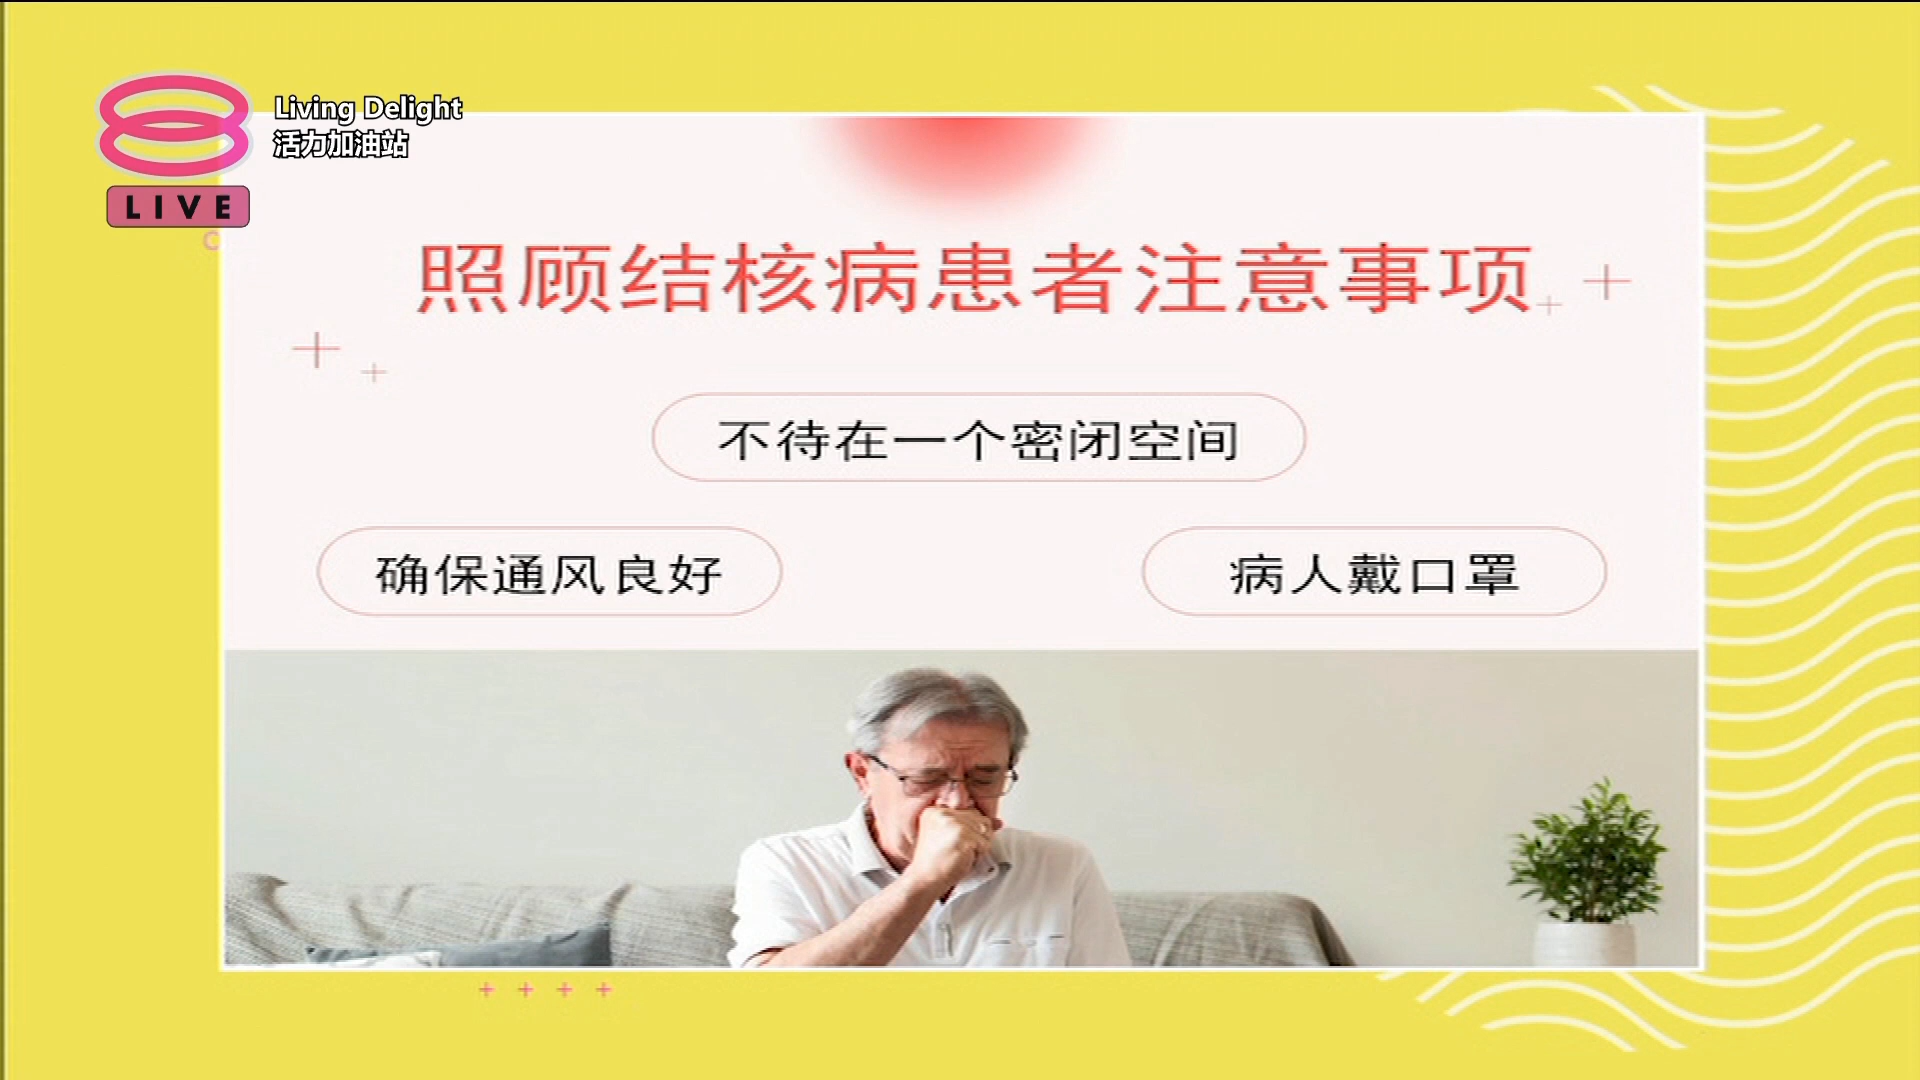 Living Delight
活力加油站
LIVE
照顾结核病患者注意事项
不待在一个密闭空间
确保通风良好
病人戴口罩